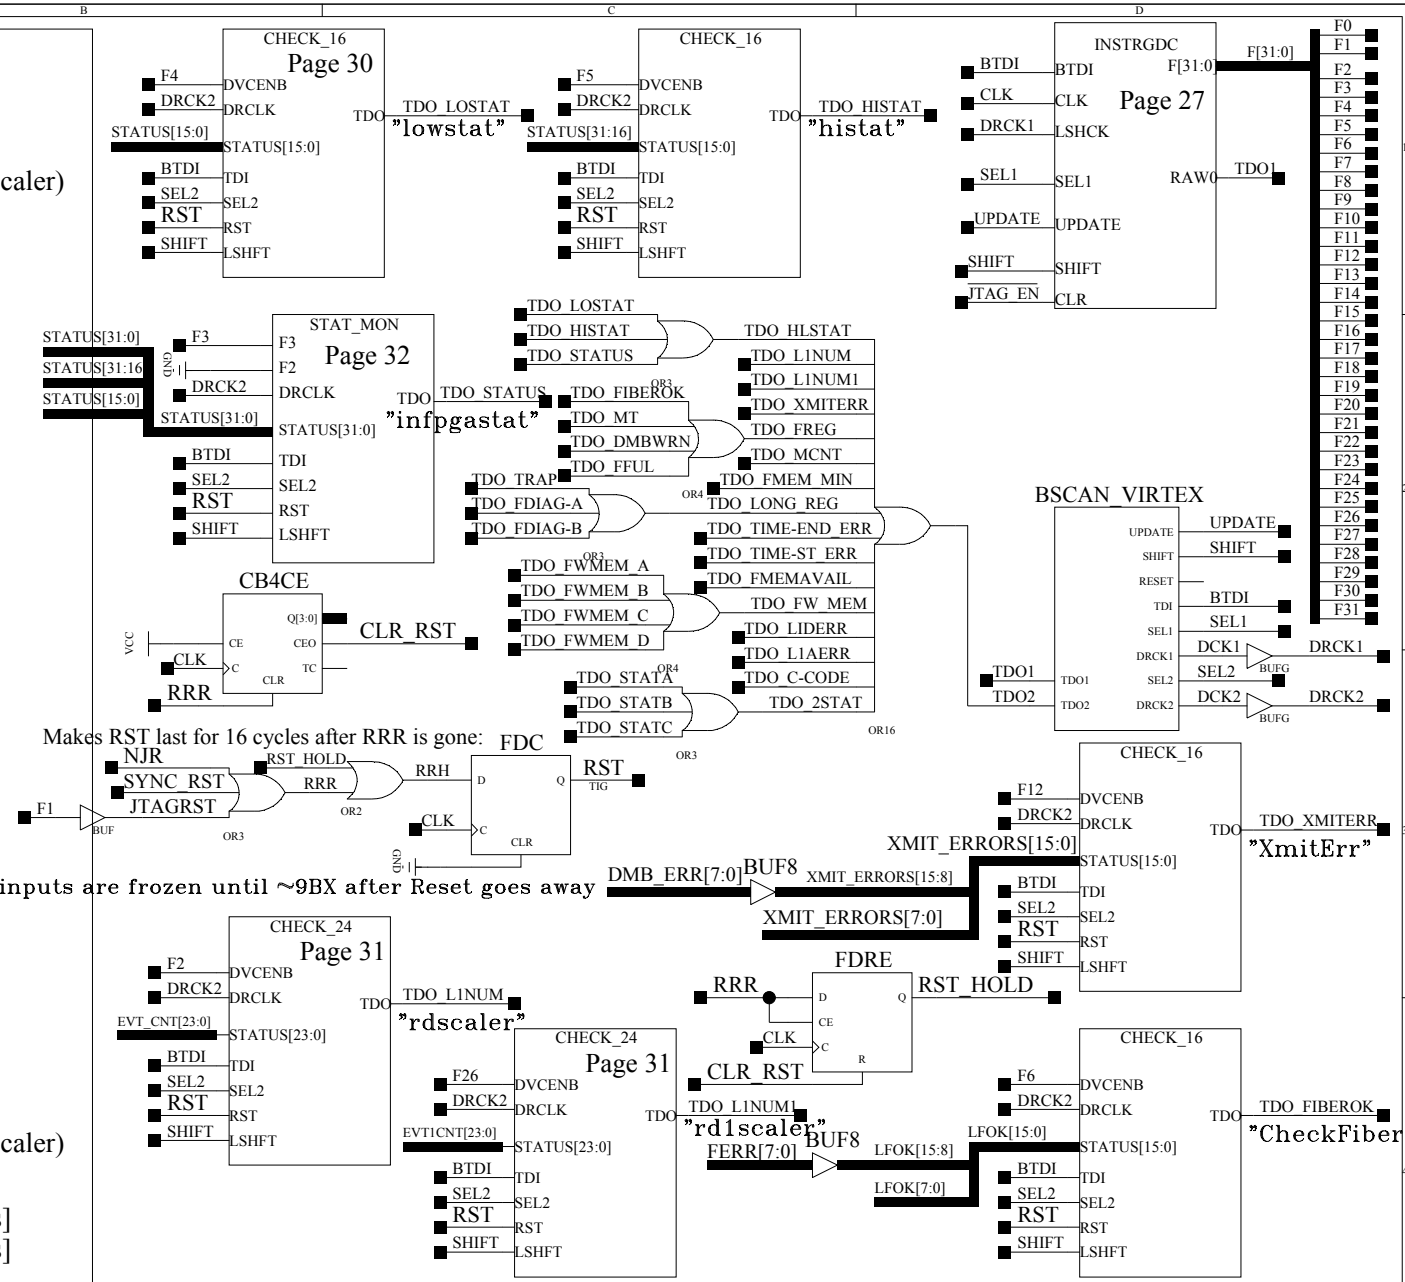 B
C
D
CHECK_16
Page 30
F4
DVCENB
DRCK2
DRCLK
TDO
TDO_LOSTAT
"lowstat"
STATUS[15:0]
STATUS[15:0]
BTDI
TDI
SEL2
SEL2
RST
RST
SHIFT
LSHFT
caler)
CHECK_16
F5
DVCENB
DRCK2
DRCLK
TDO
TDO_HISTAT
"histat"
STATUS[31:16]
STATUS[15:0]
BTDI
TDI
SEL2
SEL2
RST
RST
SHIFT
LSHFT
INSTRGDC
Page 27
BTDI
BTDI
F[31:0]
F[31:0]
CLK
CLK
DRCK1
LSHCK
SEL1
SEL1
RAW0
TDO1
UPDATE
UPDATE
SHIFT
SHIFT
JTAG_EN
CLR
F0
F1
F2
F3
F4
F5
F6
F7
F8
F9
F10
F11
F12
F13
F14
F15
F16
F17
F18
F19
F20
F21
F22
F23
F24
F25
F26
F27
F28
F29
F30
F31
STAT_MON
Page 32
STATUS[31:0]
STATUS[31:16
STATUS[15:0]
F3
F3
GND
F2
DRCK2
DRCLK
TDO
TDO_STATUS
"infpgastat"
STATUS[31:0]
STATUS[31:0]
BTDI
TDI
SEL2
SEL2
RST
RST
SHIFT
LSHFT
TDO_LOSTAT
TDO_HISTAT
TDO_STATUS
OR3
TDO_HLSTAT
TDO_L1NUM
TDO_L1NUM1
TDO_XMITERR
TDO_FIBEROK
TDO_MT
TDO_DMBWRN
TDO_FFUL
OR4
TDO_FREG
TDO_MCNT
TDO_FMEM_MIN
TDO_TRAP
TDO_FDIAG-A
TDO_FDIAG-B
OR3
TDO_LONG_REG
TDO_TIME-END_ERR
TDO_TIME-ST_ERR
TDO_FMEMAVAIL
TDO_FWMEM_A
TDO_FWMEM_B
TDO_FWMEM_C
TDO_FWMEM_D
OR4
TDO_FW_MEM
TDO_LIDERR
TDO_L1AERR
TDO_C-CODE
TDO_STATA
TDO_STATB
TDO_STATC
OR3
TDO_2STAT
OR16
BSCAN_VIRTEX
UPDATE
UPDATE
SHIFT
SHIFT
RESET
TDI
BTDI
SEL1
SEL1
DRCK1
DCK1
BUFG
DRCK1
TDO1
TDO1
SEL2
SEL2
TDO2
TDO2
DRCK2
DCK2
BUFG
DRCK2
CB4CE
Q[3:0]
VCC
CE
CEO
CLR_RST
CLK
C
TC
CLR
RRR
Makes RST last for 16 cycles after RRR is gone:
NJR
SYNC_RST
F1
BUF
JTAGRST
OR3
RST_HOLD
RRR
OR2
RRH
FDC
D
Q
RST
TIG
CLK
C
CLR
GND
inputs are frozen until ~9BX after Reset goes away
DMB_ERR[7:0]
BUF8
XMIT_ERRORS[15:8]
XMIT_ERRORS[7:0]
XMIT_ERRORS[15:0]
CHECK_16
F12
DVCENB
DRCK2
DRCLK
TDO
TDO_XMITERR
"XmitErr"
STATUS[15:0]
BTDI
TDI
SEL2
SEL2
RST
RST
SHIFT
LSHFT
CHECK_24
Page 31
F2
DVCENB
DRCK2
DRCLK
TDO
TDO_L1NUM
"rdscaler"
EVT_CNT[23:0]
STATUS[23:0]
BTDI
TDI
SEL2
SEL2
RST
RST
SHIFT
LSHFT
caler)
s]
s]
FDRE
RRR
D
Q
RST_HOLD
CE
CLK
C
R
CLR_RST
CHECK_24
Page 31
F26
DVCENB
DRCK2
DRCLK
TDO
TDO_L1NUM1
"rd1scaler"
EVT1CNT[23:0]
STATUS[23:0]
BTDI
TDI
SEL2
SEL2
RST
RST
SHIFT
LSHFT
FERR[7:0]
BUF8
LFOK[15:8]
LFOK[7:0]
LFOK[15:0]
CHECK_16
F6
DVCENB
DRCK2
DRCLK
TDO
TDO_FIBEROK
"CheckFiber
STATUS[15:0]
BTDI
TDI
SEL2
SEL2
RST
RST
SHIFT
LSHFT